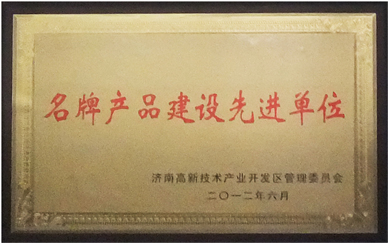 名牌产品建设先进单位
济南高新技术产业开发区管理委员会
二〇一二年六月